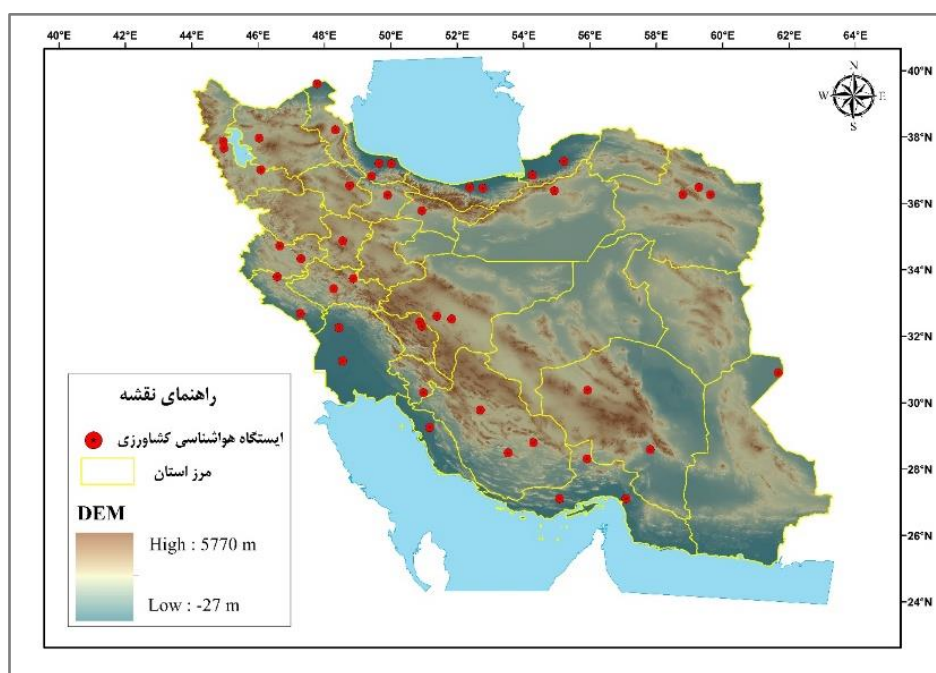 40°E 42°E 44°E 46°E 48°E 50°E 52°E 54°E 56°E 58°E 60°E 62°E 64°E
N
W E
S
40°N
38°N
36°N
34°N
32°N
30°N
28°N
26°N
24°N
راهنمای نقشه
ایستگاه هواشناسی کشاورزی
مرز استان
DEM
High : 5770 m
Low : -27 m